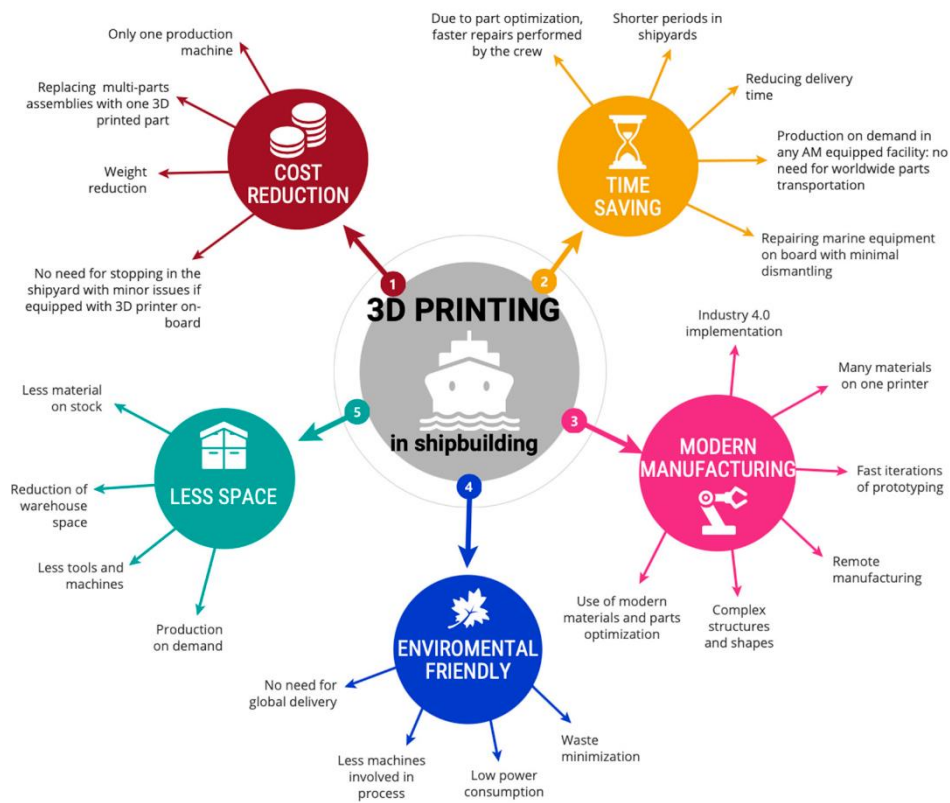 3D PRINTING
in shipbuilding
1
COST
REDUCTION
Only one production
machine
Replacing multi-parts
assemblies with one 3D
printed part
Weight
reduction
No need for stopping in the
shipyard with minor issues if
equipped with 3D printer on-
board
2
TIME
SAVING
Due to part optimization,
faster repairs performed
by the crew
Shorter periods in
shipyards
Reducing delivery
time
Production on demand in
any AM equipped facility: no
need for worldwide parts
transportation
Repairing marine equipment
on board with minimal
dismantling
3
MODERN
MANUFACTURING
Industry 4.0
implementation
Many materials
on one printer
Fast iterations
of prototyping
Remote
manufacturing
Complex
structures
and shapes
Use of modern
materials and parts
optimization
4
ENVIROMENTAL
FRIENDLY
No need for
global delivery
Less machines
involved in
process
Low power
consumption
Waste
minimization
5
LESS SPACE
Less material
on stock
Reduction of
warehouse
space
Less tools and
machines
Production
on demand